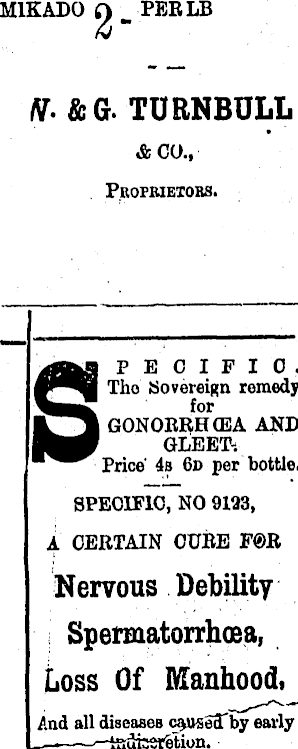 MIKADO 2- PER LB
W. & G. TURNBULL
& CO.,
PROPRIETORS.
SPECIFIC.
The Sovereign remedy
for
GONORRHŒA AND
GLEET.
Price 4s 6D per bottle.
SPECIFIC, NO 9123,
A CERTAIN CURE FOR
Nervous Debility
Spermatorrhœa,
Loss Of Manhood,
And all diseases caused by early
indiscretion.